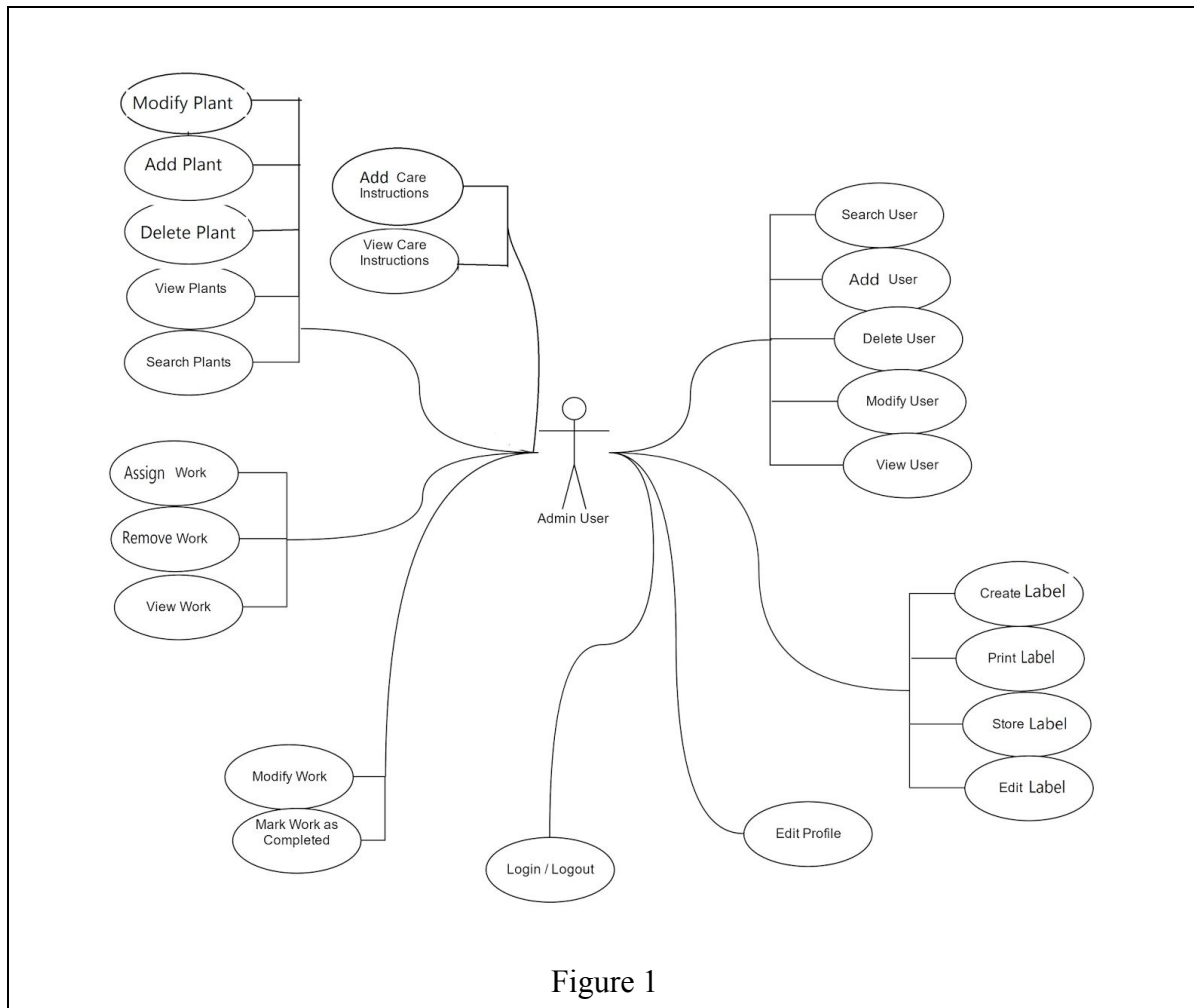 Modify Plant
Add Plant
Delete Plant
View Plants
Search Plants
Add Care
Instructions
View Care
Instructions
Search User
Add User
Delete User
Modify User
View User
Admin User
Assign Work
Remove Work
View Work
Modify Work
Mark Work as
Completed
Login / Logout
Edit Profile
Create Label
Print Label
Store Label
Edit Label
Figure 1